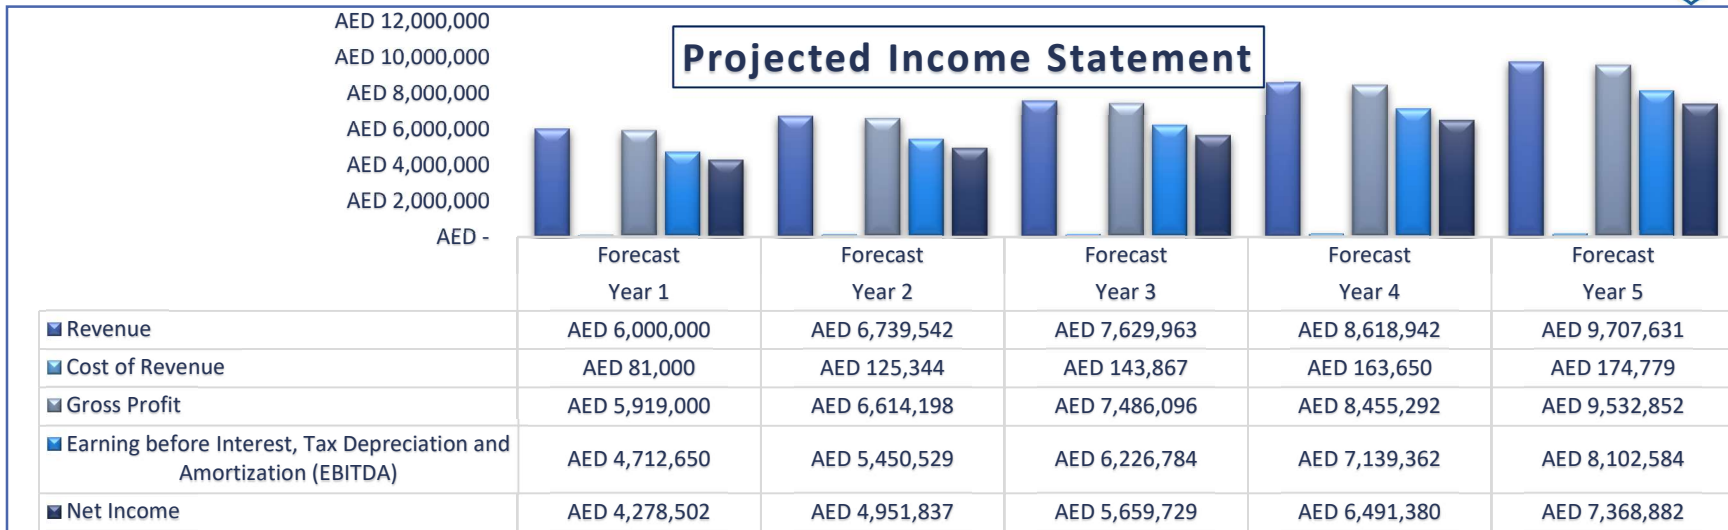 AED 12,000,000
AED 10,000,000
AED 8,000,000
AED 6,000,000
AED 4,000,000
AED 2,000,000
AED -
Projected Income Statement
Forecast Forecast Forecast Forecast Forecast
Year 1 Year 2 Year 3 Year 4 Year 5
Revenue AED 6,000,000 AED 6,739,542 AED 7,629,963 AED 8,618,942 AED 9,707,631
Cost of Revenue AED 81,000 AED 125,344 AED 143,867 AED 163,650 AED 174,779
Gross Profit AED 5,919,000 AED 6,614,198 AED 7,486,096 AED 8,455,292 AED 9,532,852
Earning before Interest, Tax Depreciation and
Amortization (EBITDA) AED 4,712,650 AED 5,450,529 AED 6,226,784 AED 7,139,362 AED 8,102,584
Net Income AED 4,278,502 AED 4,951,837 AED 5,659,729 AED 6,491,380 AED 7,368,882